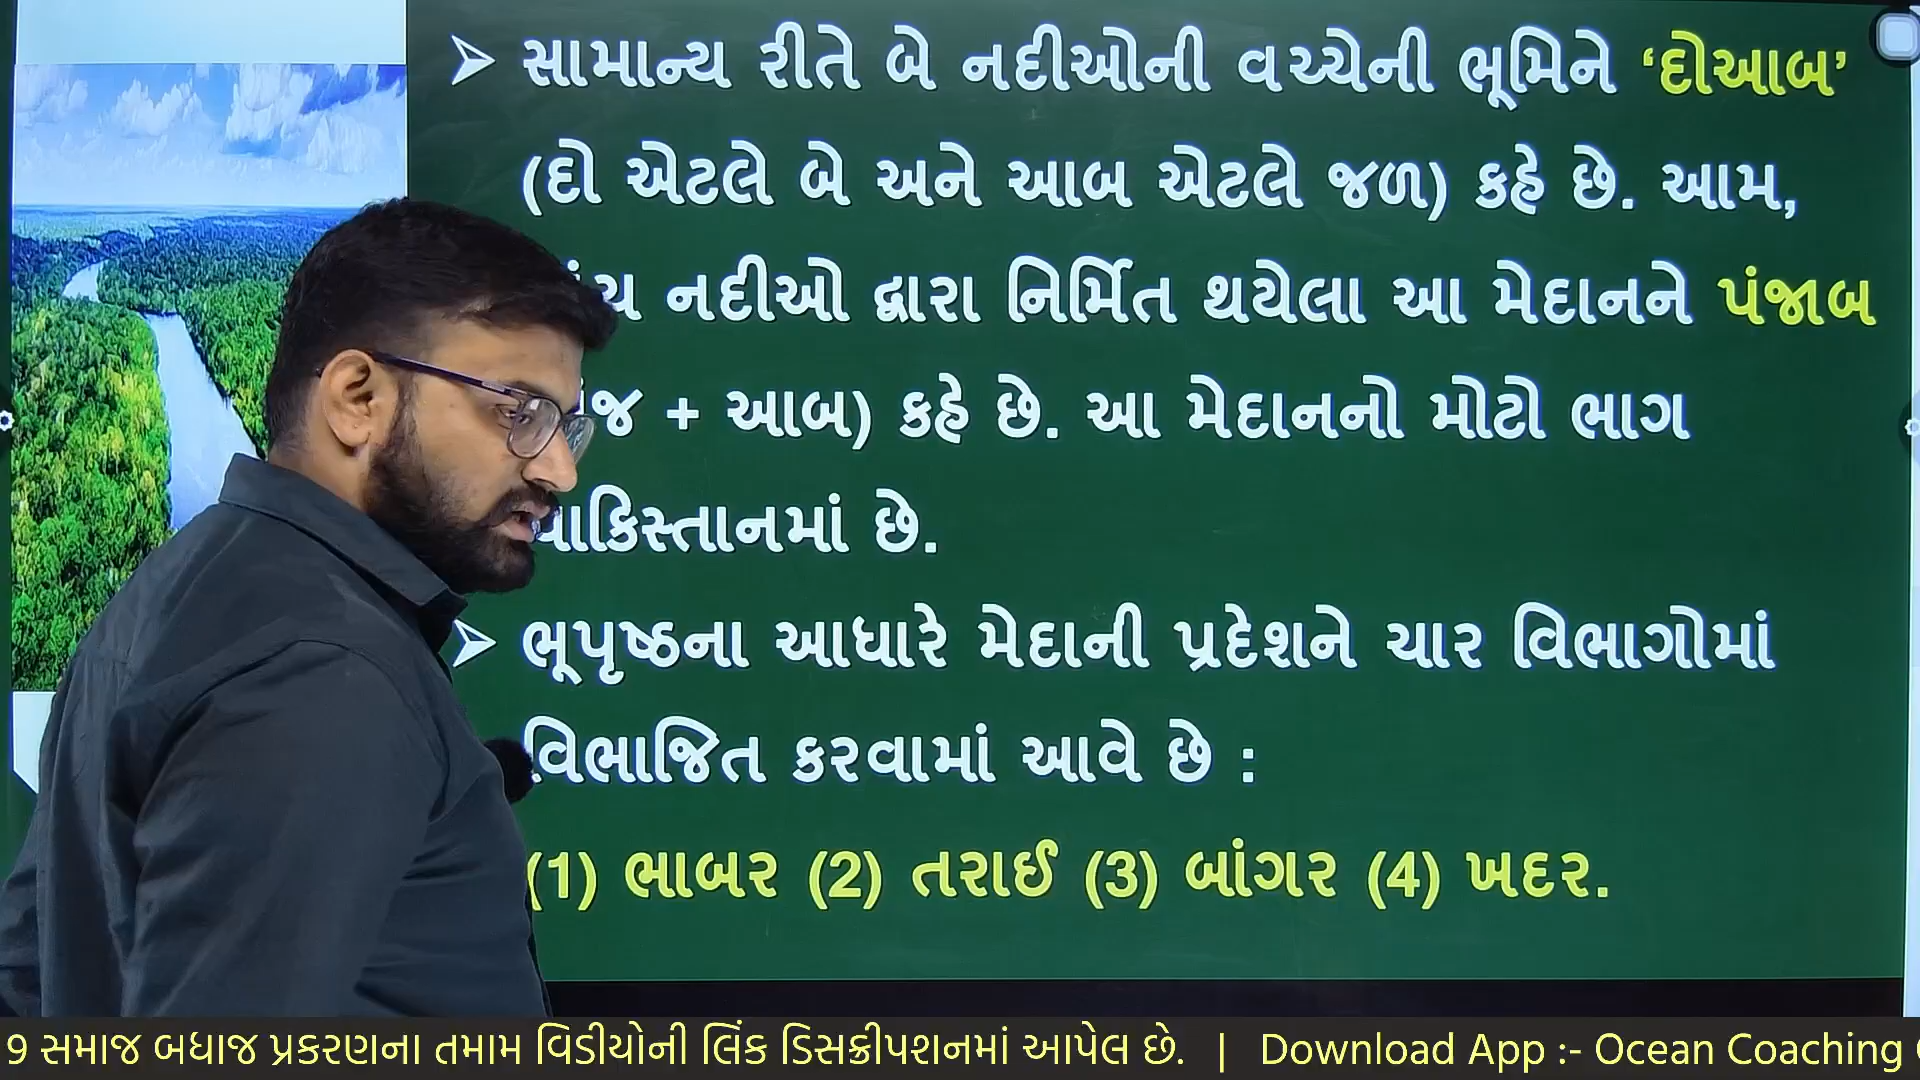 ➢ સામાન્ય રીતે બે નદીઓની વચ્ચેની ભૂમિને ‘દોઆબ’
(દો એટલે બે અને આબ એટલે જળ) કહે છે. આમ,
નદીઓ દ્વારા નિર્મિત થયેલા આ મેદાનને પંજાબ
+ આબ) કહે છે. આ મેદાનનો મોટો ભાગ
પાકિસ્તાનમાં છે.
➢ ભૂપૃષ્ઠના આધારે મેદાની પ્રદેશને ચાર વિભાગોમાં
વિભાજિત કરવામાં આવે છે :
(1) ભાબર (2) તરાઈ (3) બાંગર (4) ખદર.
9 સમાજ બધાજ પ્રકરણના તમામ વિડીયોની લિંક ડિસક્રીપશનમાં આપેલ છે. | Download App :- Ocean Coaching